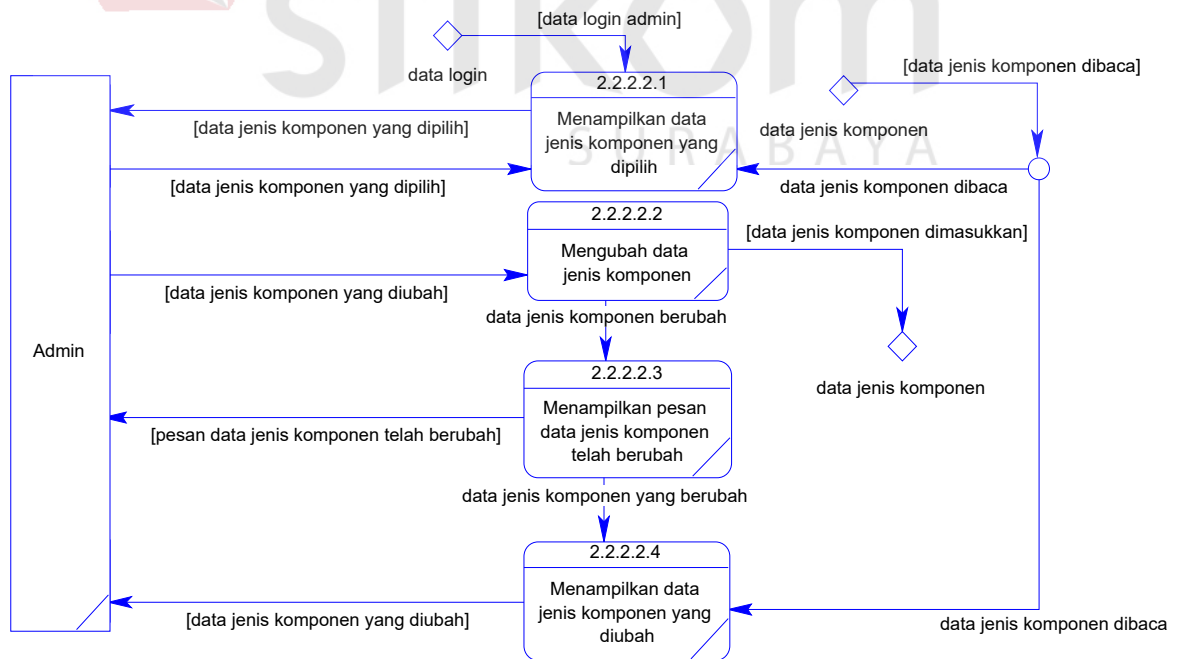 stikom
SURABAYA
[data login admin]
data login
[data jenis komponen dibaca]
data jenis komponen
2.2.2.2.1
Menampilkan data
jenis komponen yang
dipilih
[data jenis komponen yang dipilih]
[data jenis komponen yang dipilih]
data jenis komponen dibaca
2.2.2.2.2
Mengubah data
jenis komponen
[data jenis komponen dimasukkan]
[data jenis komponen yang diubah]
data jenis komponen berubah
Admin
data jenis komponen
2.2.2.2.3
Menampilkan pesan
data jenis komponen
telah berubah
[pesan data jenis komponen telah berubah]
data jenis komponen yang berubah
2.2.2.2.4
Menampilkan data
jenis komponen yang
diubah
[data jenis komponen yang diubah]
data jenis komponen dibaca